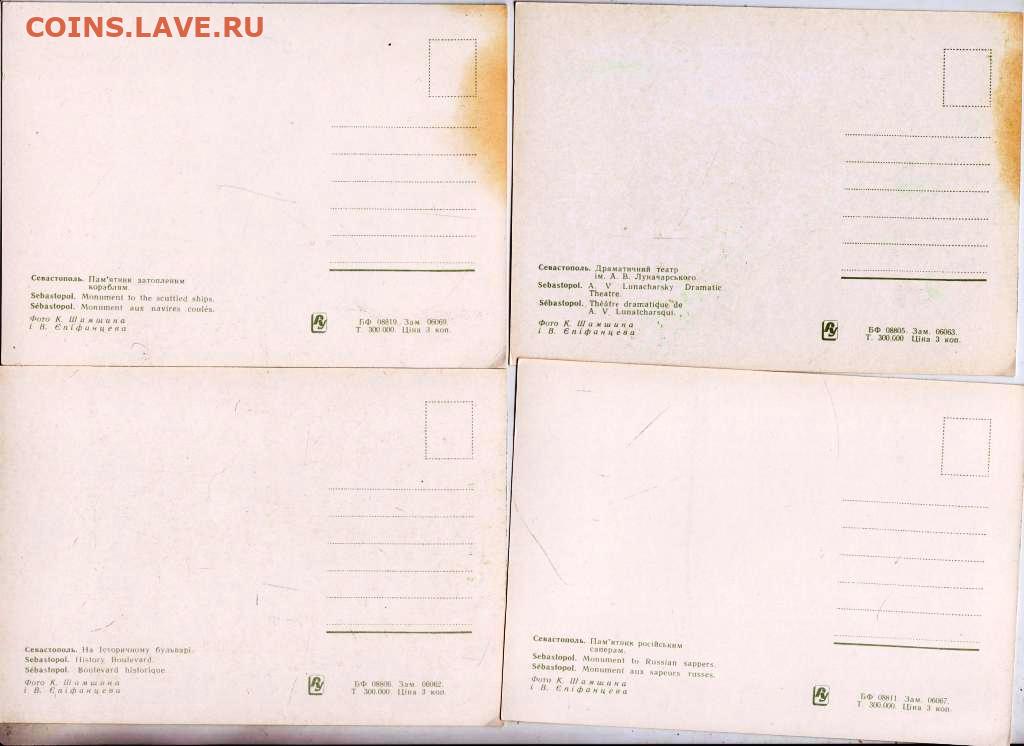 COINS.LAVE.RU
Севастополь. Пам'ятник затопленим
кораблям.
Sebastopol. Monument to the scuttled ships.
Sébastopol. Monument aux navires coulés.
Фото К. Шамшина
і В. Єпіфанцева
БФ 08819. Зам. 06069.
Т. 300.000. Ціна 3 коп.
Севастополь. Драматичний театр
ім. А. В. Луначарського.
Sebastopol. A. V Lunacharsky Dramatic
Theatre.
Sébastopol. Théâtre dramatique de
A. V. Lunatcharsqui.
Фото К. Шамшина
і В. Єпіфанцева
БФ 08805. Зам. 06063.
Т. 300.000 Ціна 3 коп.
Севастополь. На Історичному бульварі.
Sebastopol. History Boulevard.
Sébastopol. Boulevard historique.
Фото К. Шамшина
і В. Єпіфанцева
БФ 08806. Зам. 06062.
Т. 300.000. Ціна 3 коп.
Севастополь. Пам'ятник російським
саперам.
Sebastopol. Monument to Russian sappers.
Sébastopol. Monument aux sapeurs russes.
Фото К. Шамшина
і В. Єпіфанцева
БФ 08811. Зам. 06067.
Т. 300.000. Ціна 3 коп.